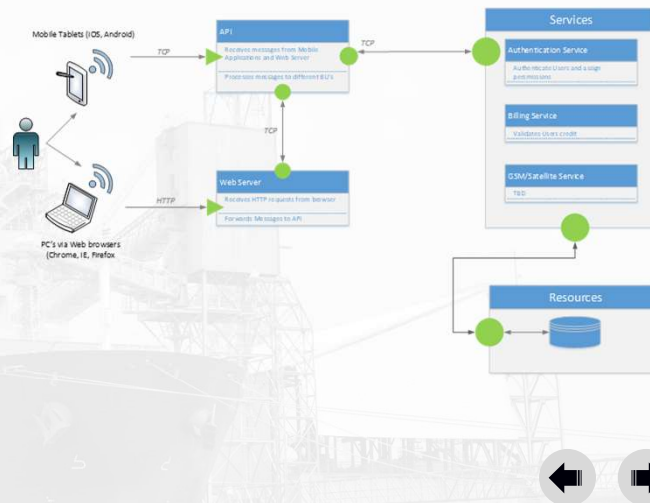 Mobile Tablets (IOS, Android)
TCP
API
Receives messages from Mobile
Applications and Web Server
Processes messages to different BUS
TCP
Services
Authentication Service
Authenticate Users and assign
permissions
Billing Service
Validates Users credit
GSM/Satellite Service
TBD
TCP
Web Server
Receives HTTP requests from browser
Forwards Messages to API
HTTP
PC's via Web browsers
(Chrome, IE, Firefox
Resources